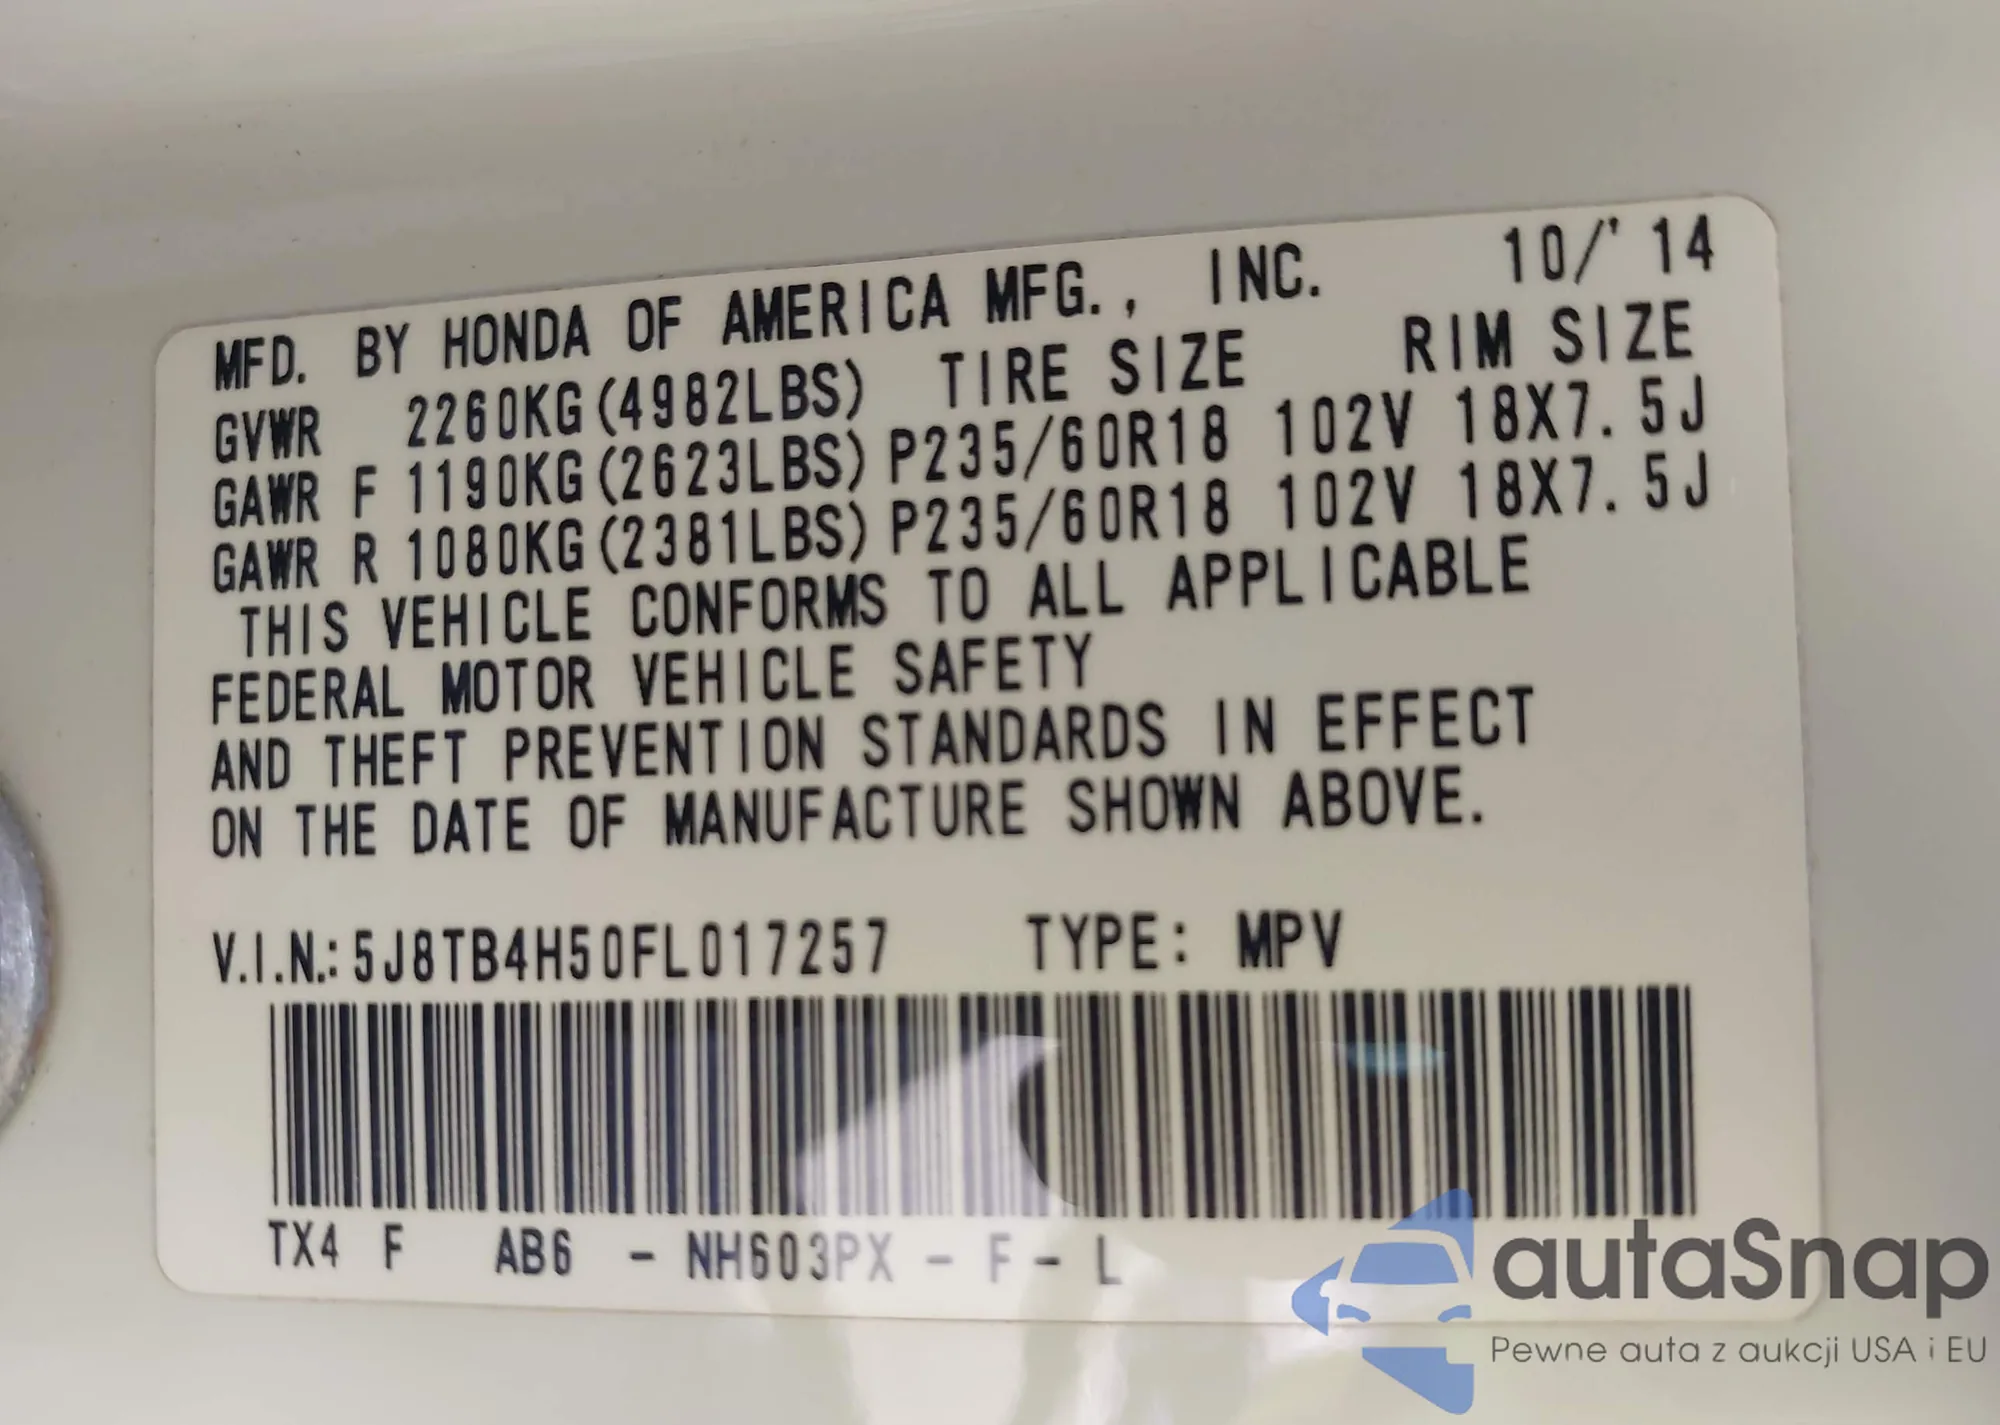 MFD. BY HONDA OF AMERICA MFG., INC. 10/'14
GVWR 2260KG(4982LBS) TIRE SIZE RIM SIZE
GAWR F 1190KG(2623LBS) P235/60R18 102V 18X7.5J
GAWR R 1080KG(2381LBS) P235/60R18 102V 18X7.5J
THIS VEHICLE CONFORMS TO ALL APPLICABLE
FEDERAL MOTOR VEHICLE SAFETY
AND THEFT PREVENTION STANDARDS IN EFFECT
ON THE DATE OF MANUFACTURE SHOWN ABOVE.
V.I.N.: 5J8TB4H50FL017257 TYPE: MPV
TX4 F AB6 - NH603PX - F - L
autaSnap
Pewne auta z aukcji USA i EU